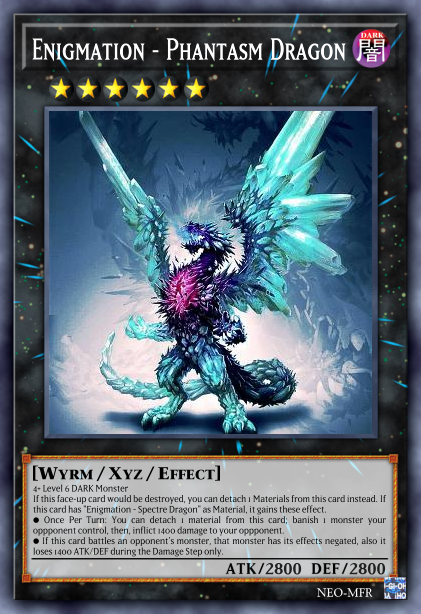 Enigmation - Phantasm Dragon
DARK
闇
[Wyrm / Xyz / Effect]
4+ Level 6 DARK Monster
If this face-up card would be destroyed, you can detach 1 Materials from this card instead. If
this card has "Enigmation - Spectre Dragon" as Material, it gains these effect.
● Once Per Turn: You can detach 1 material from this card; banish 1 monster your
oppponent control, then, inflict 1400 damage to your oppponent.
● If this card battles an opponent's monster, that monster has its effects negated, also it
loses 1400 ATK/DEF during the Damage Step only.
ATK/2800 DEF/2800
NEO-MFR